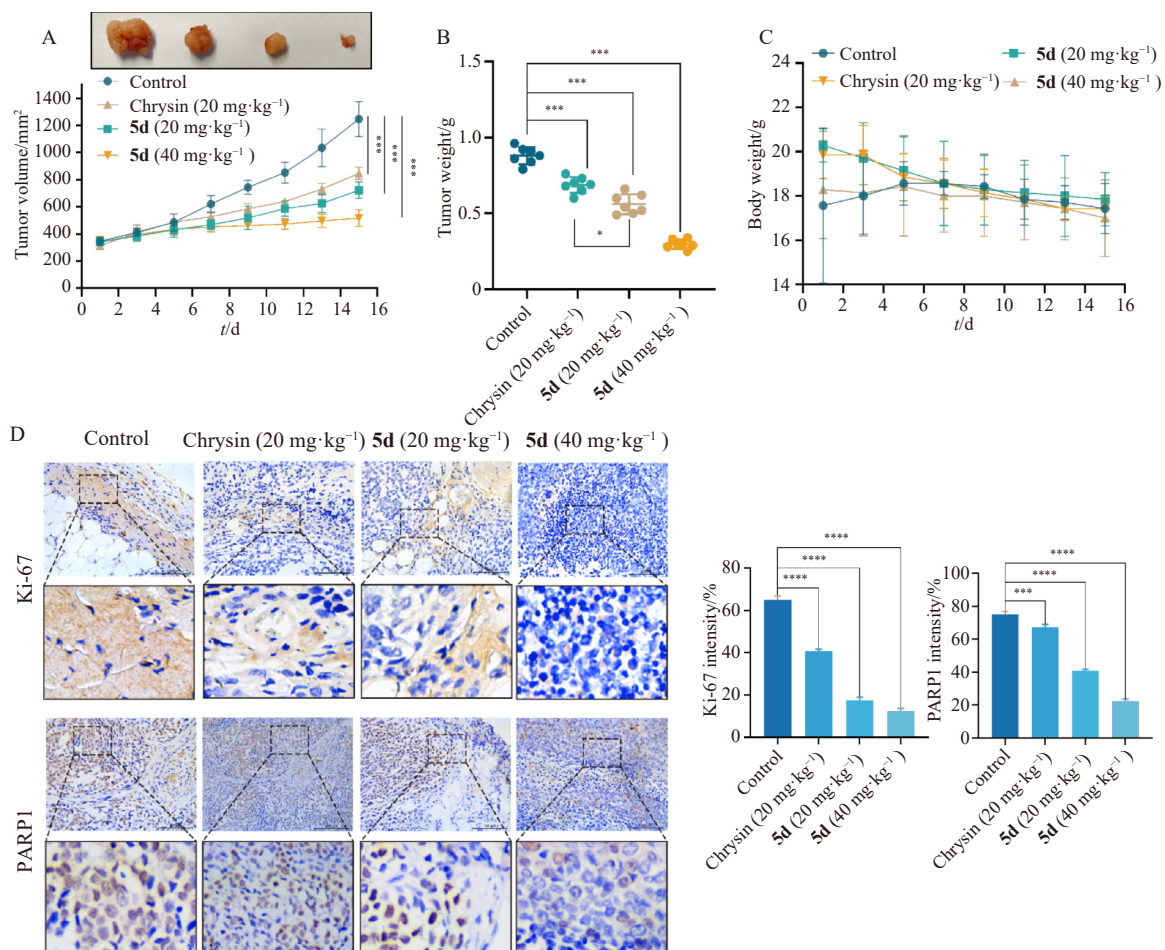 A
Control
Chrysin (20 mg·kg⁻¹)
5d (20 mg·kg⁻¹)
5d (40 mg·kg⁻¹ )
Tumor volume/mm²
1400
1200
1000
800
600
400
200
0
0 2 4 6 8 10 12 14 16
t/d
***
***
***
B
Tumor weight/g
1.5
1.0
0.5
0
***
***
***
*
Control
Chrysin (20 mg·kg⁻¹)
5d (20 mg·kg⁻¹)
5d (40 mg·kg⁻¹)
C
Control
Chrysin (20 mg·kg⁻¹)
5d (20 mg·kg⁻¹)
5d (40 mg·kg⁻¹ )
Body weight/g
22
20
18
16
14
0 2 4 6 8 10 12 14 16
t/d
D
Control Chrysin (20 mg·kg⁻¹) 5d (20 mg·kg⁻¹) 5d (40 mg·kg⁻¹ )
Ki-67
PARP1
Ki-67 intensity/%
80
60
40
20
0
****
****
****
Control
Chrysin (20 mg·kg⁻¹)
5d (20 mg·kg⁻¹)
5d (40 mg·kg⁻¹)
PARP1 intensity/%
100
80
60
40
20
0
****
****
***
Control
Chrysin (20 mg·kg⁻¹)
5d (20 mg·kg⁻¹)
5d (40 mg·kg⁻¹)